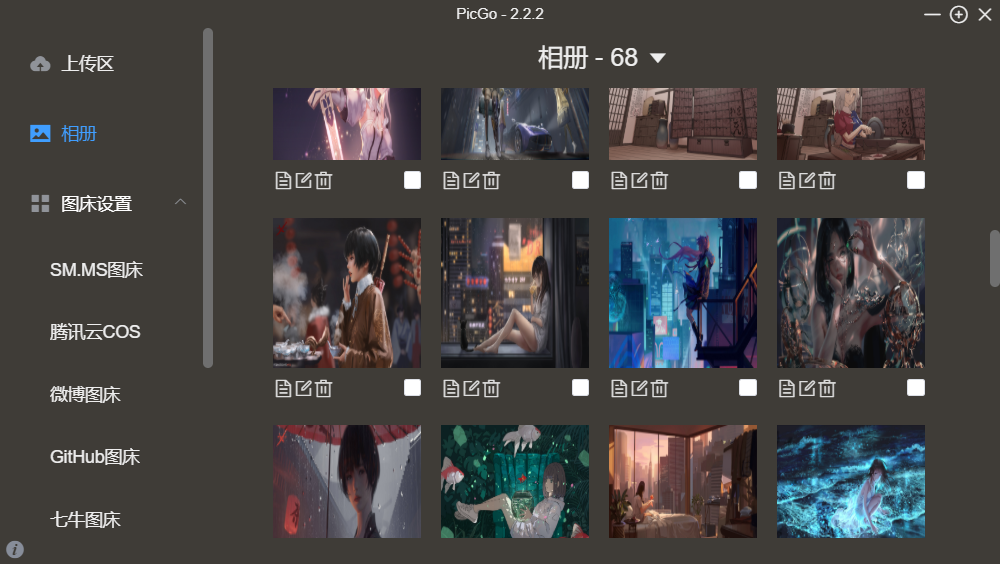 PicGo - 2.2.2
上传区
相册
图床设置
SM.MS图床
腾讯云COS
微博图床
GitHub图床
七牛图床
相册 - 68